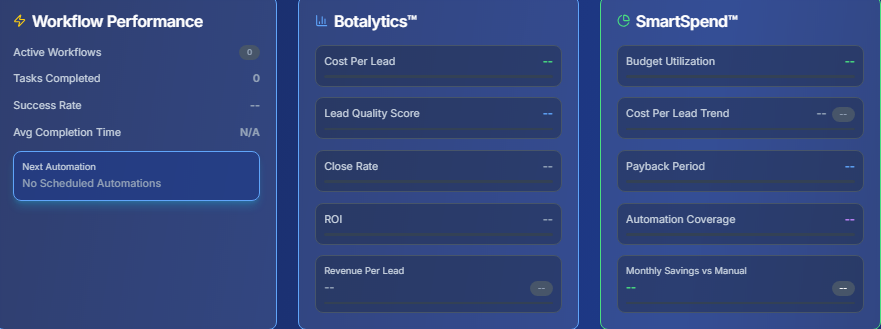 Workflow Performance
Active Workflows 0
Tasks Completed 0
Success Rate --
Avg Completion Time N/A
Next Automation
No Scheduled Automations
Botalytics™
Cost Per Lead --
Lead Quality Score --
Close Rate --
ROI --
Revenue Per Lead
-- --
SmartSpend™
Budget Utilization --
Cost Per Lead Trend -- --
Payback Period --
Automation Coverage --
Monthly Savings vs Manual
-- --